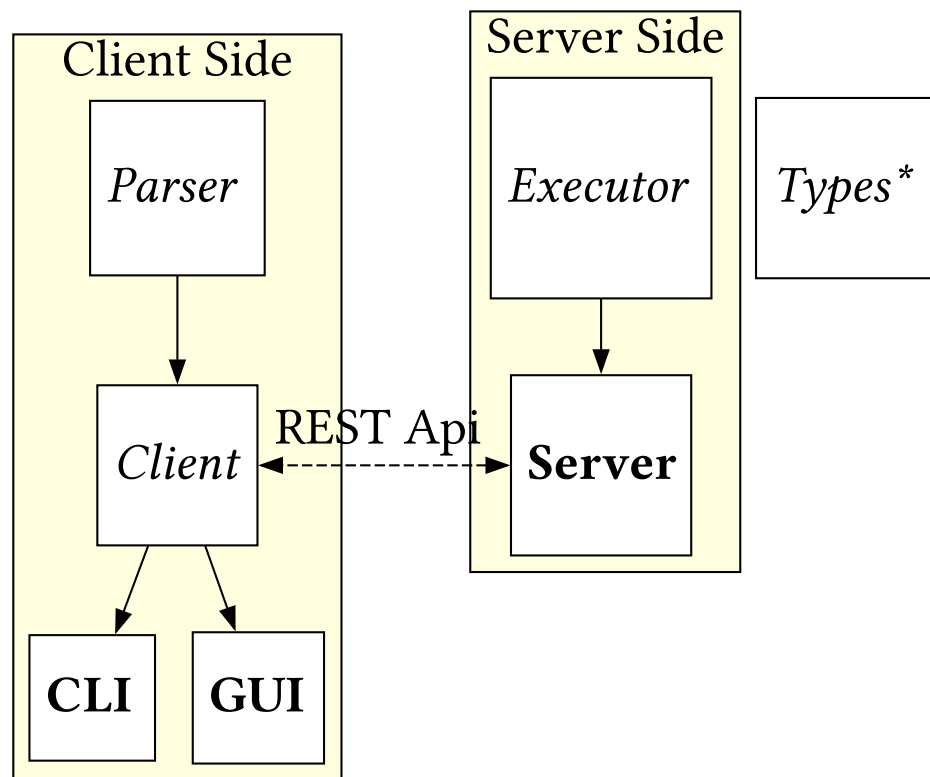 Client Side
Parser
Client
CLI
GUI
REST Api
Server Side
Executor
Server
Types*